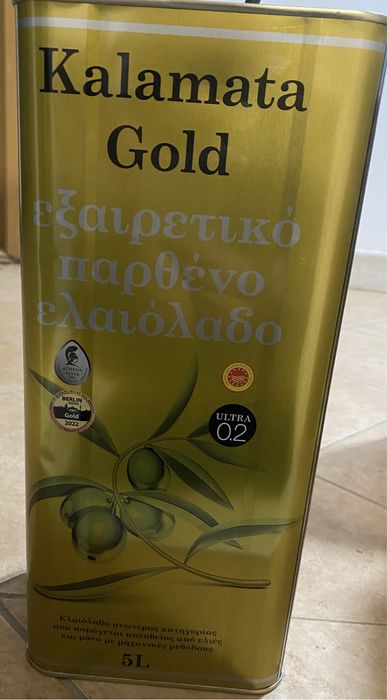 Kalamata
Gold
εξαιρετικό
παρθένο
ελαιόλαδο
ATHENA
BERLIN
Gold
2022
ULTRA
0.2
Ελαιόλαδο ανωτέρας κατηγορίας
που παράγεται απευθείας από ελιές
και μόνο με μηχανικές μεθόδους
5L